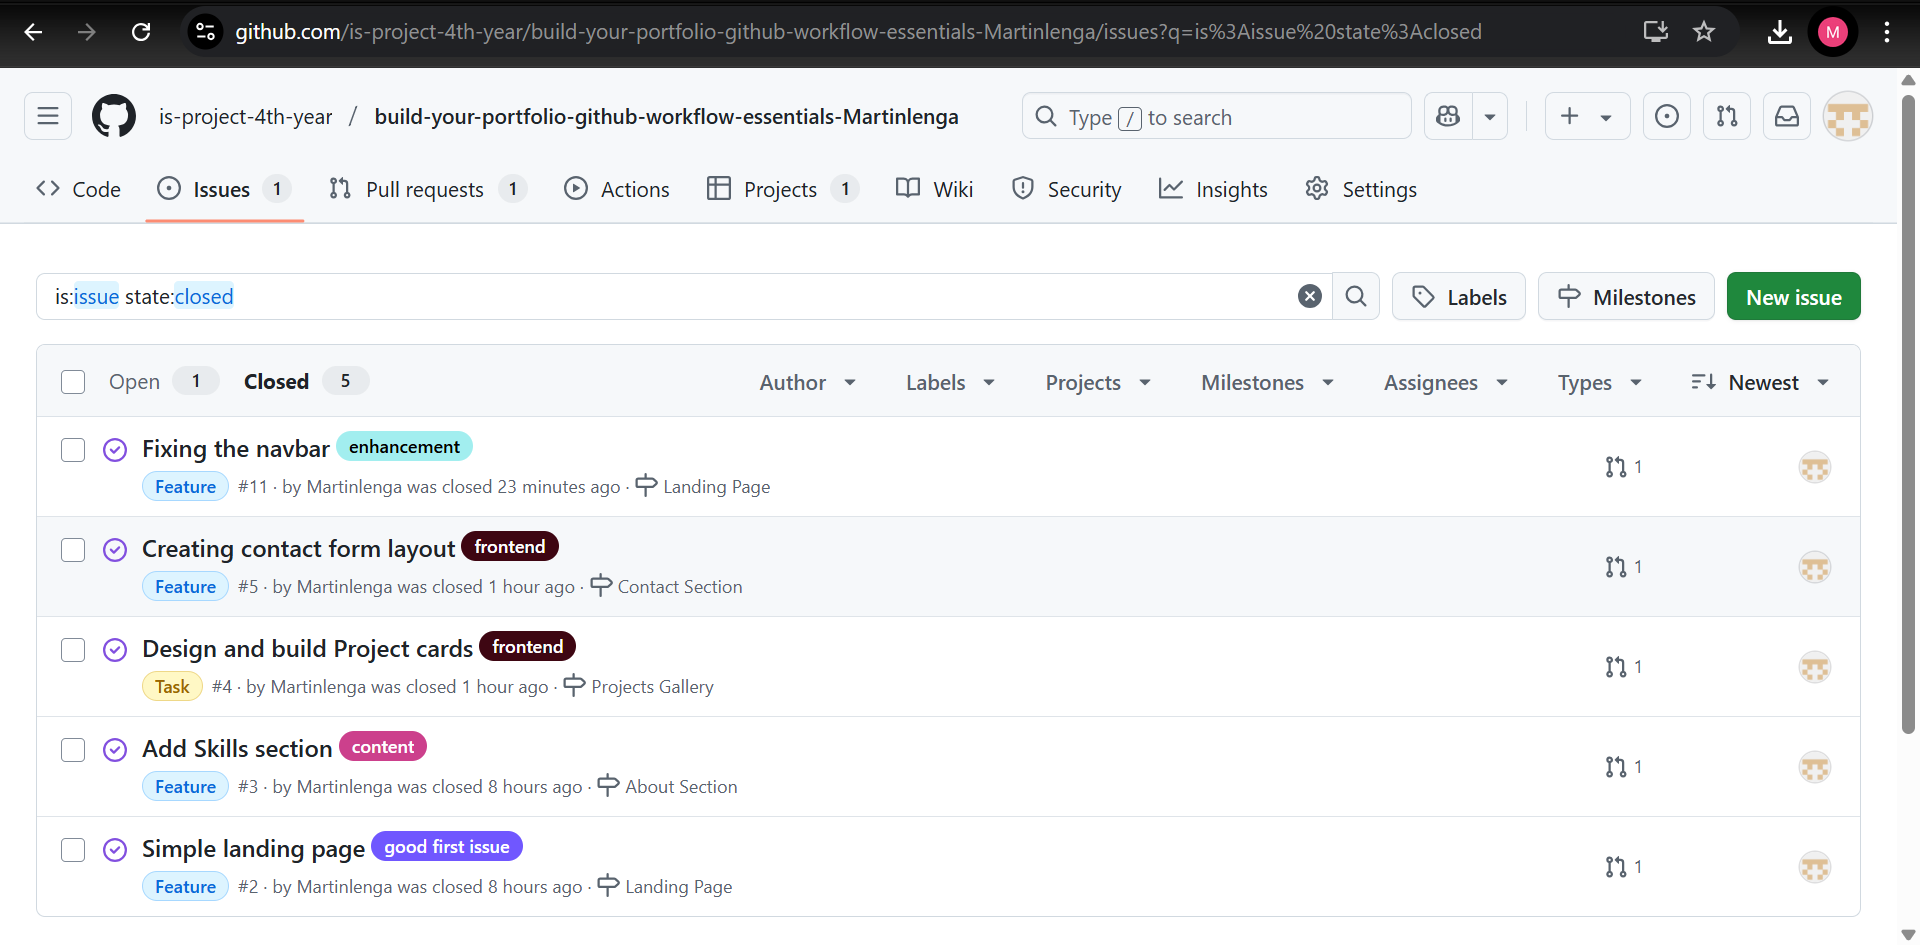 github.com/is-project-4th-year/build-your-portfolio-github-workflow-essentials-Martinlenga/issues?q=is%3Aissue%20state%3Aclosed
M
is-project-4th-year / build-your-portfolio-github-workflow-essentials-Martinlenga
Type / to search
Code
Issues 1
Pull requests 1
Actions
Projects 1
Wiki
Security
Insights
Settings
is:issue state:closed
Labels
Milestones
New issue
Open 1 Closed 5
Author
Labels
Projects
Milestones
Assignees
Types
Newest
Fixing the navbar enhancement
Feature #11 · by Martinlenga was closed 23 minutes ago · Landing Page
1
Creating contact form layout frontend
Feature #5 · by Martinlenga was closed 1 hour ago · Contact Section
1
Design and build Project cards frontend
Task #4 · by Martinlenga was closed 1 hour ago · Projects Gallery
1
Add Skills section content
Feature #3 · by Martinlenga was closed 8 hours ago · About Section
1
Simple landing page good first issue
Feature #2 · by Martinlenga was closed 8 hours ago · Landing Page
1